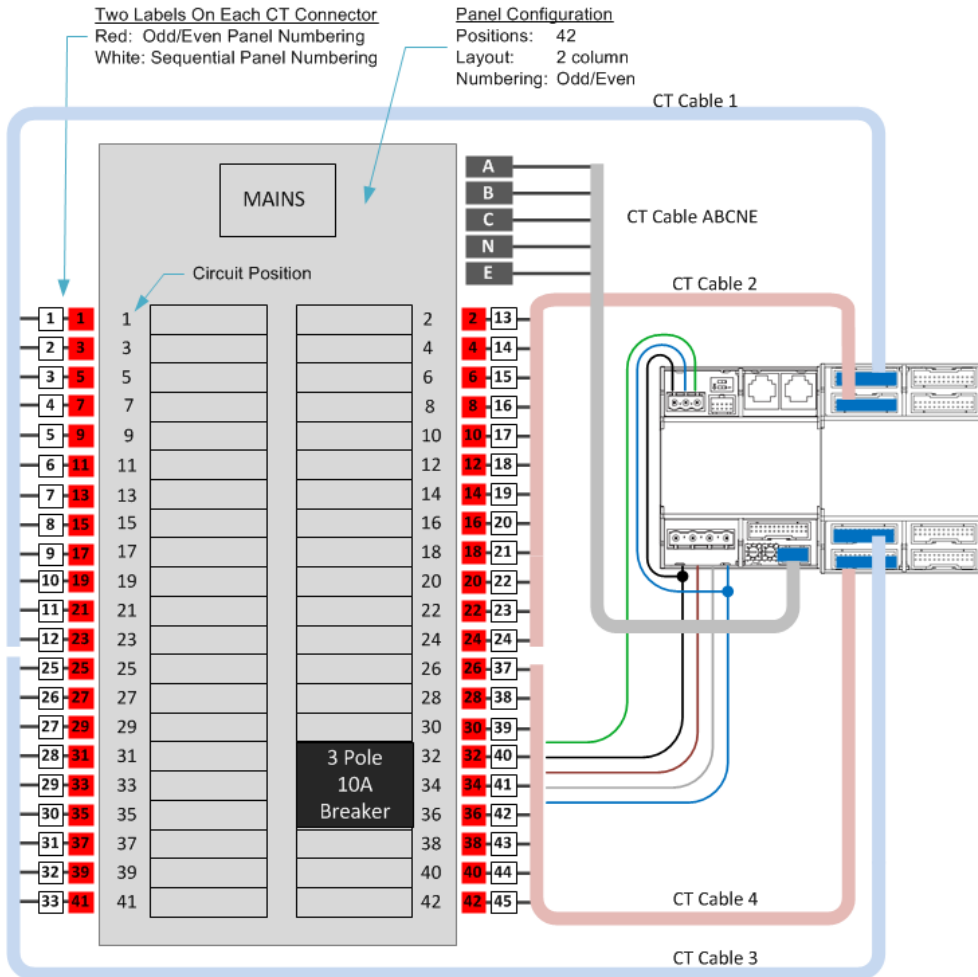 Two Labels On Each CT Connector
Red: Odd/Even Panel Numbering
White: Sequential Panel Numbering
Panel Configuration
Positions: 42
Layout: 2 column
Numbering: Odd/Even
CT Cable 1
MAINS
A
B
C
N
E
CT Cable ABCNE
CT Cable 2
Circuit Position
1 1 1 2 2 13
2 3 3 4 4 14
3 5 5 6 6 15
4 7 7 8 8 16
5 9 9 10 10 17
6 11 11 12 12 18
7 13 13 14 14 19
8 15 15 16 16 20
9 17 17 18 18 21
10 19 19 20 20 22
11 21 21 22 22 23
12 23 23 24 24 24
25 25 25 26 26 37
26 27 27 28 28 38
27 29 29 30 30 39
28 31 31 3 Pole 32 32 40
29 33 33 10A 34 34 41
30 35 35 Breaker 36 36 42
31 37 37 38 38 43
32 39 39 40 40 44
33 41 41 42 42 45
CT Cable 4
CT Cable 3